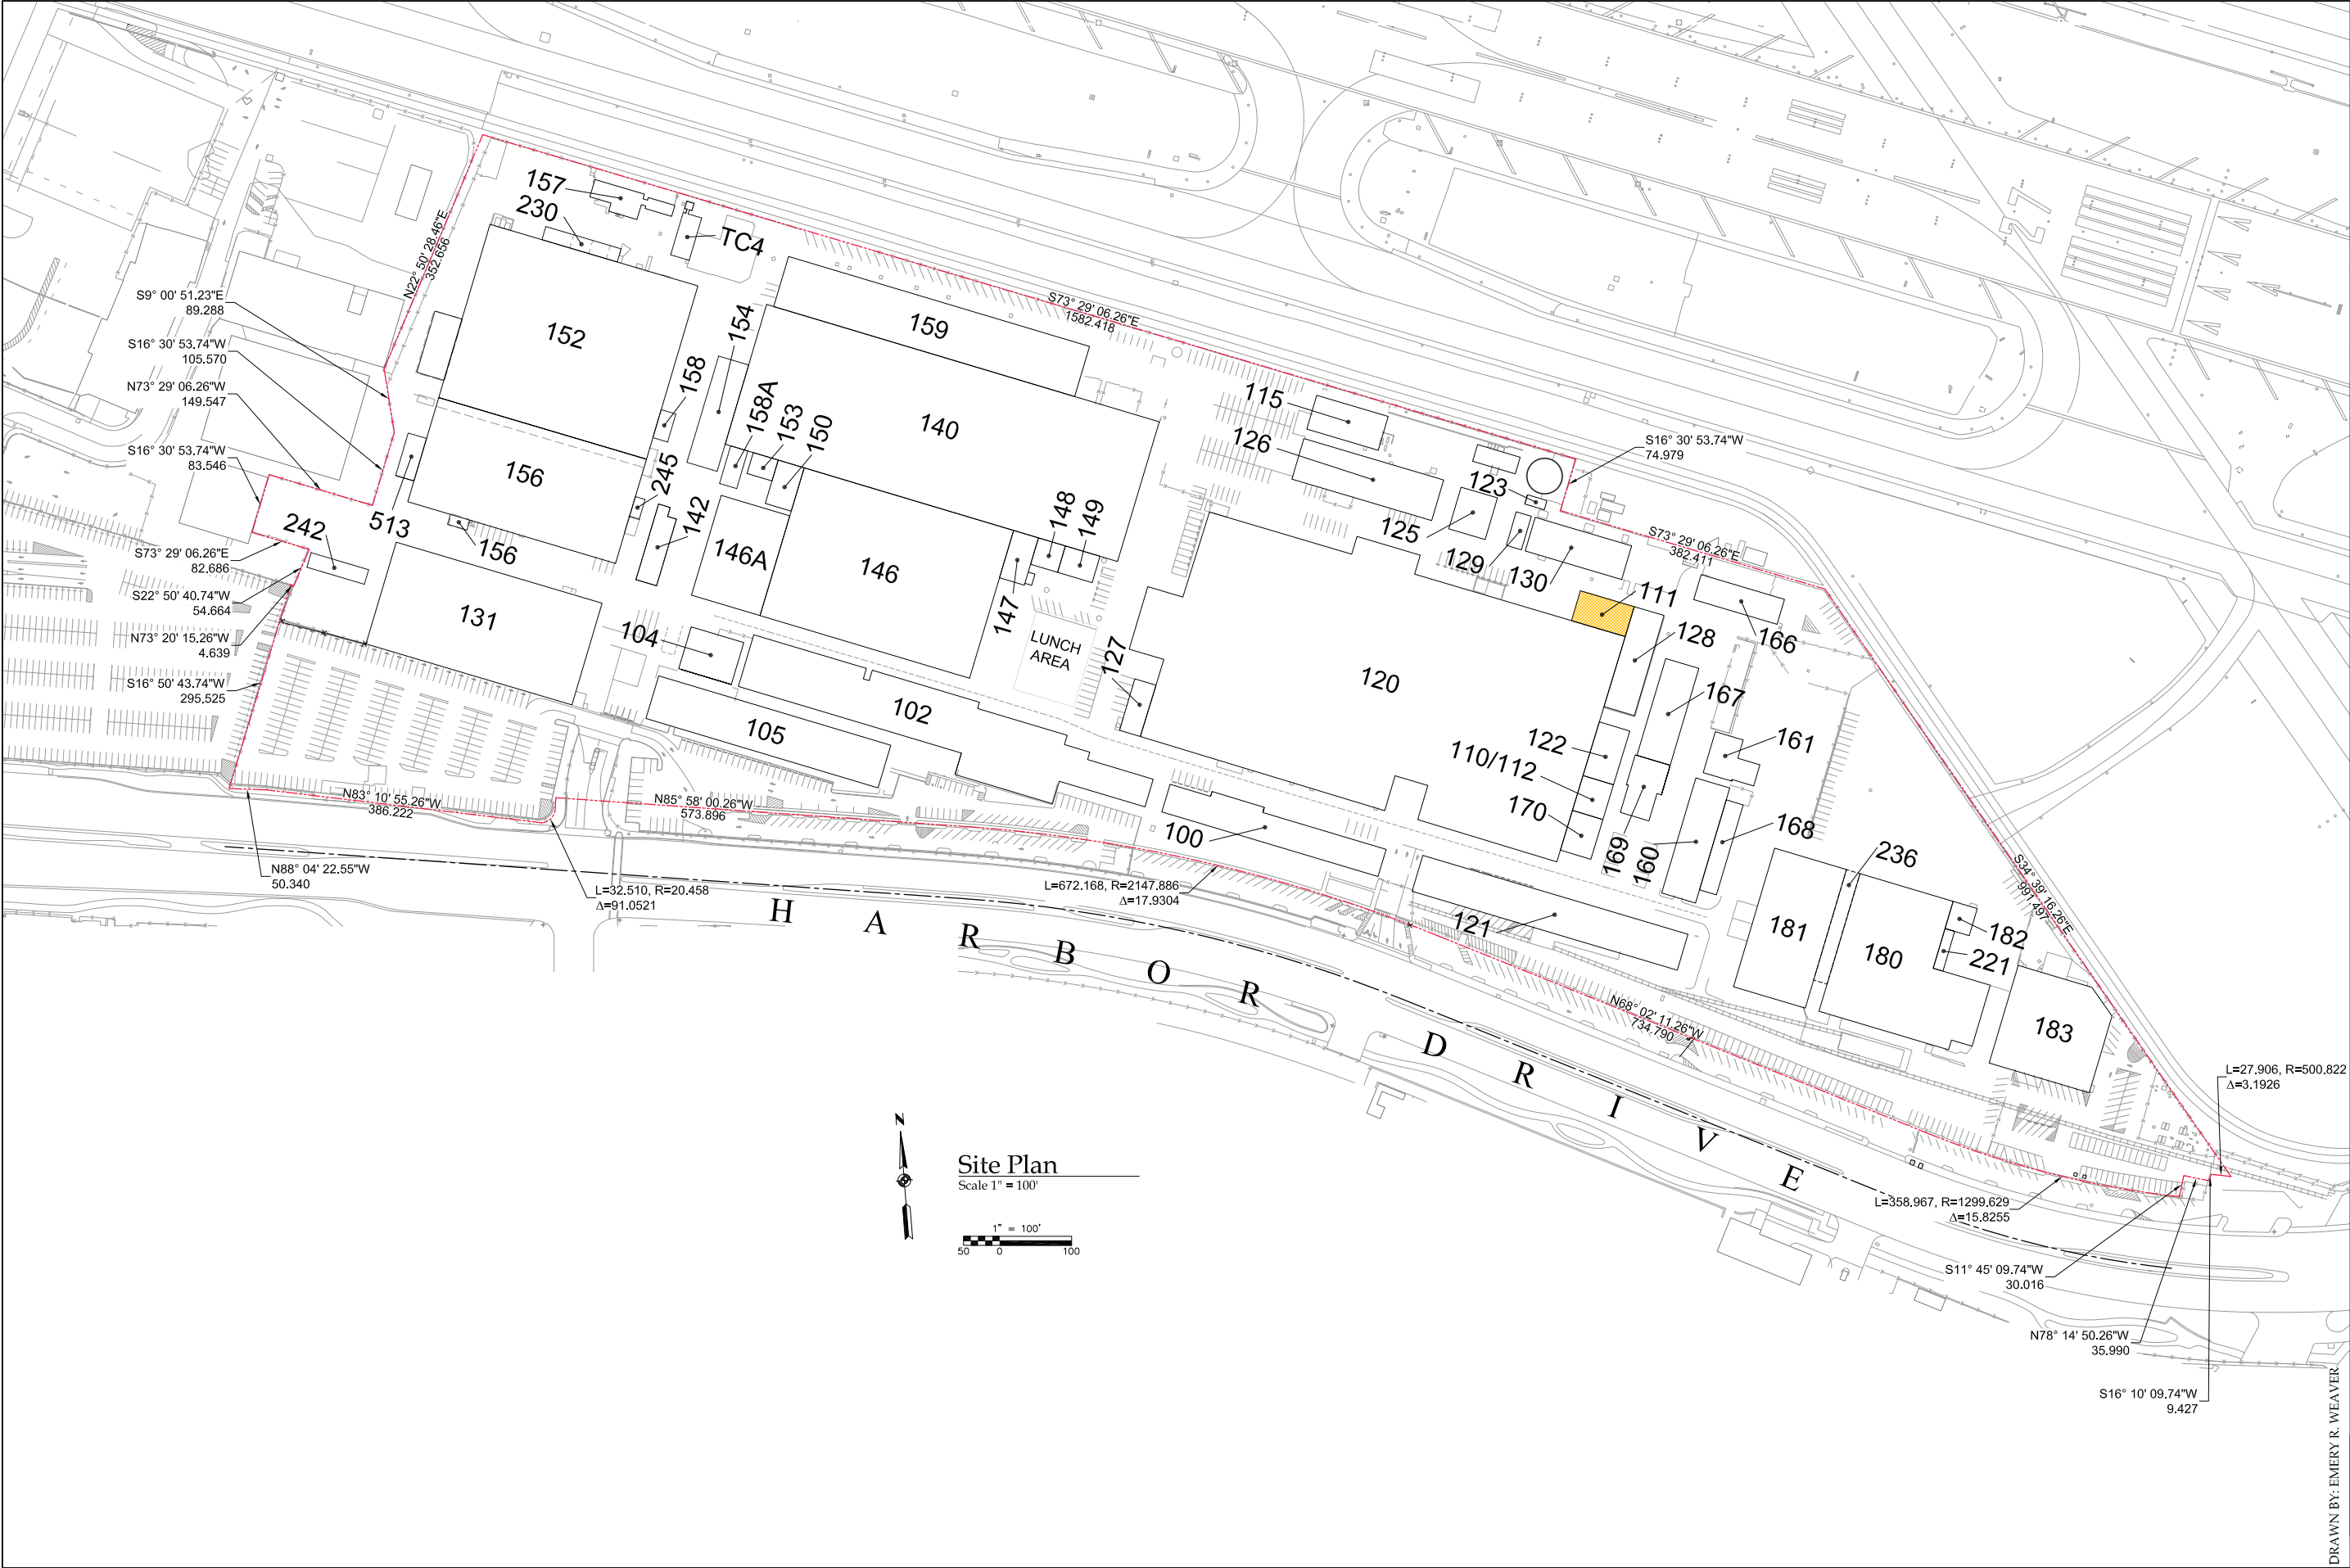 N22° 50' 28.46"E
352.656
157
230
TC4
S9° 00' 51.23"E
89.288
S16° 30' 53.74"W
105.570
N73° 29' 06.26"W
149.547
S16° 30' 53.74"W
83.546
S73° 29' 06.26"E
82.686
S22° 50' 40.74"W
54.664
N73° 20' 15.26"W
4.639
S16° 50' 43.74"W
295.525
152
154
159
S73° 29' 06.26"E
1582.418
158
158A
153
150
140
115
126
S16° 30' 53.74"W
74.979
156
245
142
513
242
156
146A
146
148
149
147
123
125
129
130
S73° 29' 06.26"E
382.411
131
104
LUNCH
AREA
127
111
128
166
120
167
105
102
122
161
110/112
170
100
169
160
168
236
N83° 10' 55.26"W
386.222
N85° 58' 00.26"W
573.896
N88° 04' 22.55"W
50.340
L=32.510, R=20.458
Δ=91.0521
L=672.168, R=2147.886
Δ=17.9304
121
181
180
182
221
183
S34° 39' 16.26"E
991.497
N68° 02' 11.26"W
734.790
HARBOR
DRIVE
L=27.906, R=500.822
Δ=3.1926
L=358.967, R=1299.629
Δ=15.8255
S11° 45' 09.74"W
30.016
N78° 14' 50.26"W
35.990
S16° 10' 09.74"W
9.427
N
Site Plan
Scale 1" = 100'
1" = 100'
50 0 100
DRAWN BY: EMERY R. WEAVER